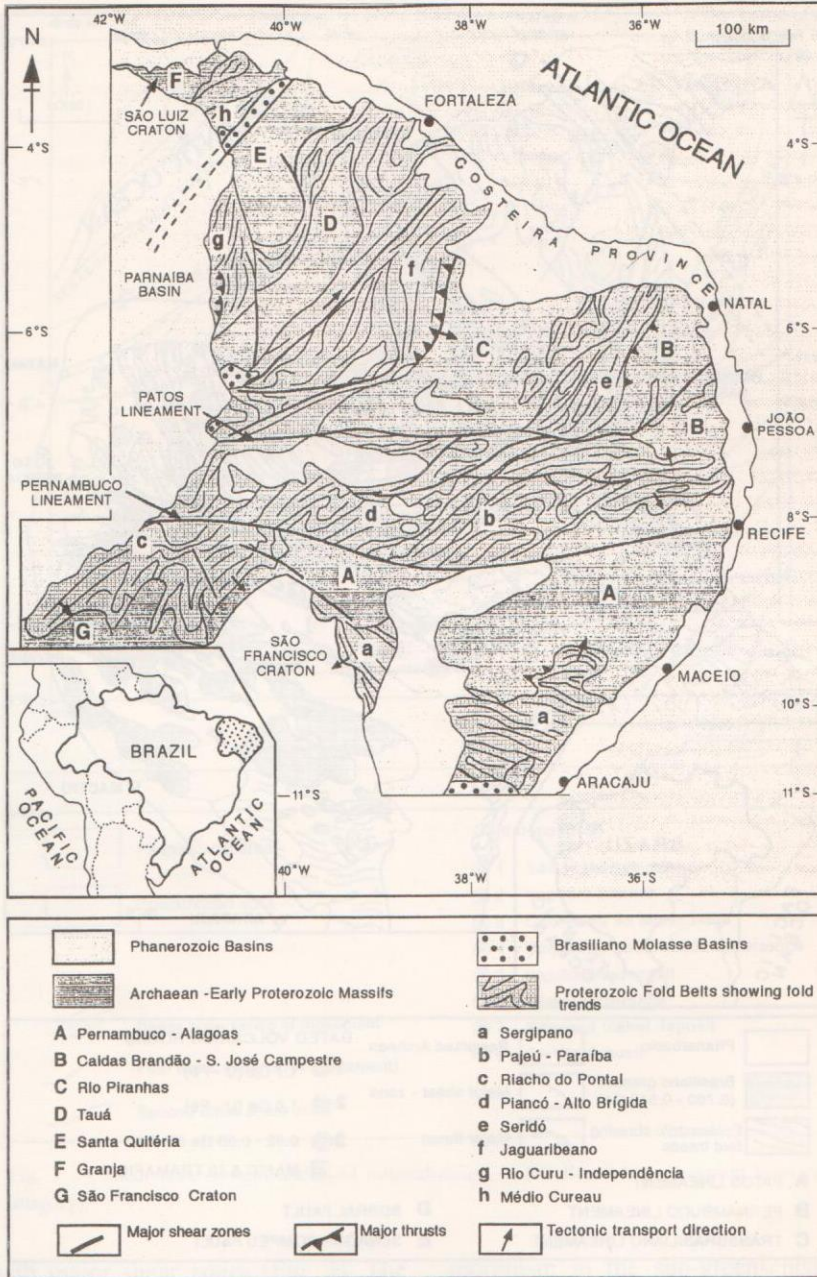 42°W
40°W
38°W
36°S
100 km
N
ATLANTIC OCEAN
F
SÃO LUIZ
CRATON
h
FORTALEZA
4°S
4°S
E
COSTEIRA PROVINCE
D
g
PARNAÍBA
BASIN
f
NATAL
6°S
6°S
C
B
e
PATOS
LINEAMENT
B
JOÃO
PESSOA
PERNAMBUCO
LINEAMENT
d
b
8°S
RECIFE
c
A
A
G
SÃO
FRANCISCO
CRATON
a
MACEIO
10°S
a
BRAZIL
PACIFIC
OCEAN
ATLANTIC
OCEAN
11°S
ARACAJU
11°S
40°W
38°W
36°S
Phanerozoic Basins
Brasiliano Molasse Basins
Archaean -Early Proterozoic Massifs
Proterozoic Fold Belts showing fold
trends
A Pernambuco - Alagoas
B Caldas Brandão - S. José Campestre
C Rio Piranhas
D Tauá
E Santa Quitéria
F Granja
G São Francisco Craton
a Sergipano
b Pajeú - Paraíba
c Riacho do Pontal
d Piancó - Alto Brígida
e Seridó
f Jaguaribeano
g Rio Curu - Independência
h Médio Cureau
Major shear zones
Major thrusts
Tectonic transport direction